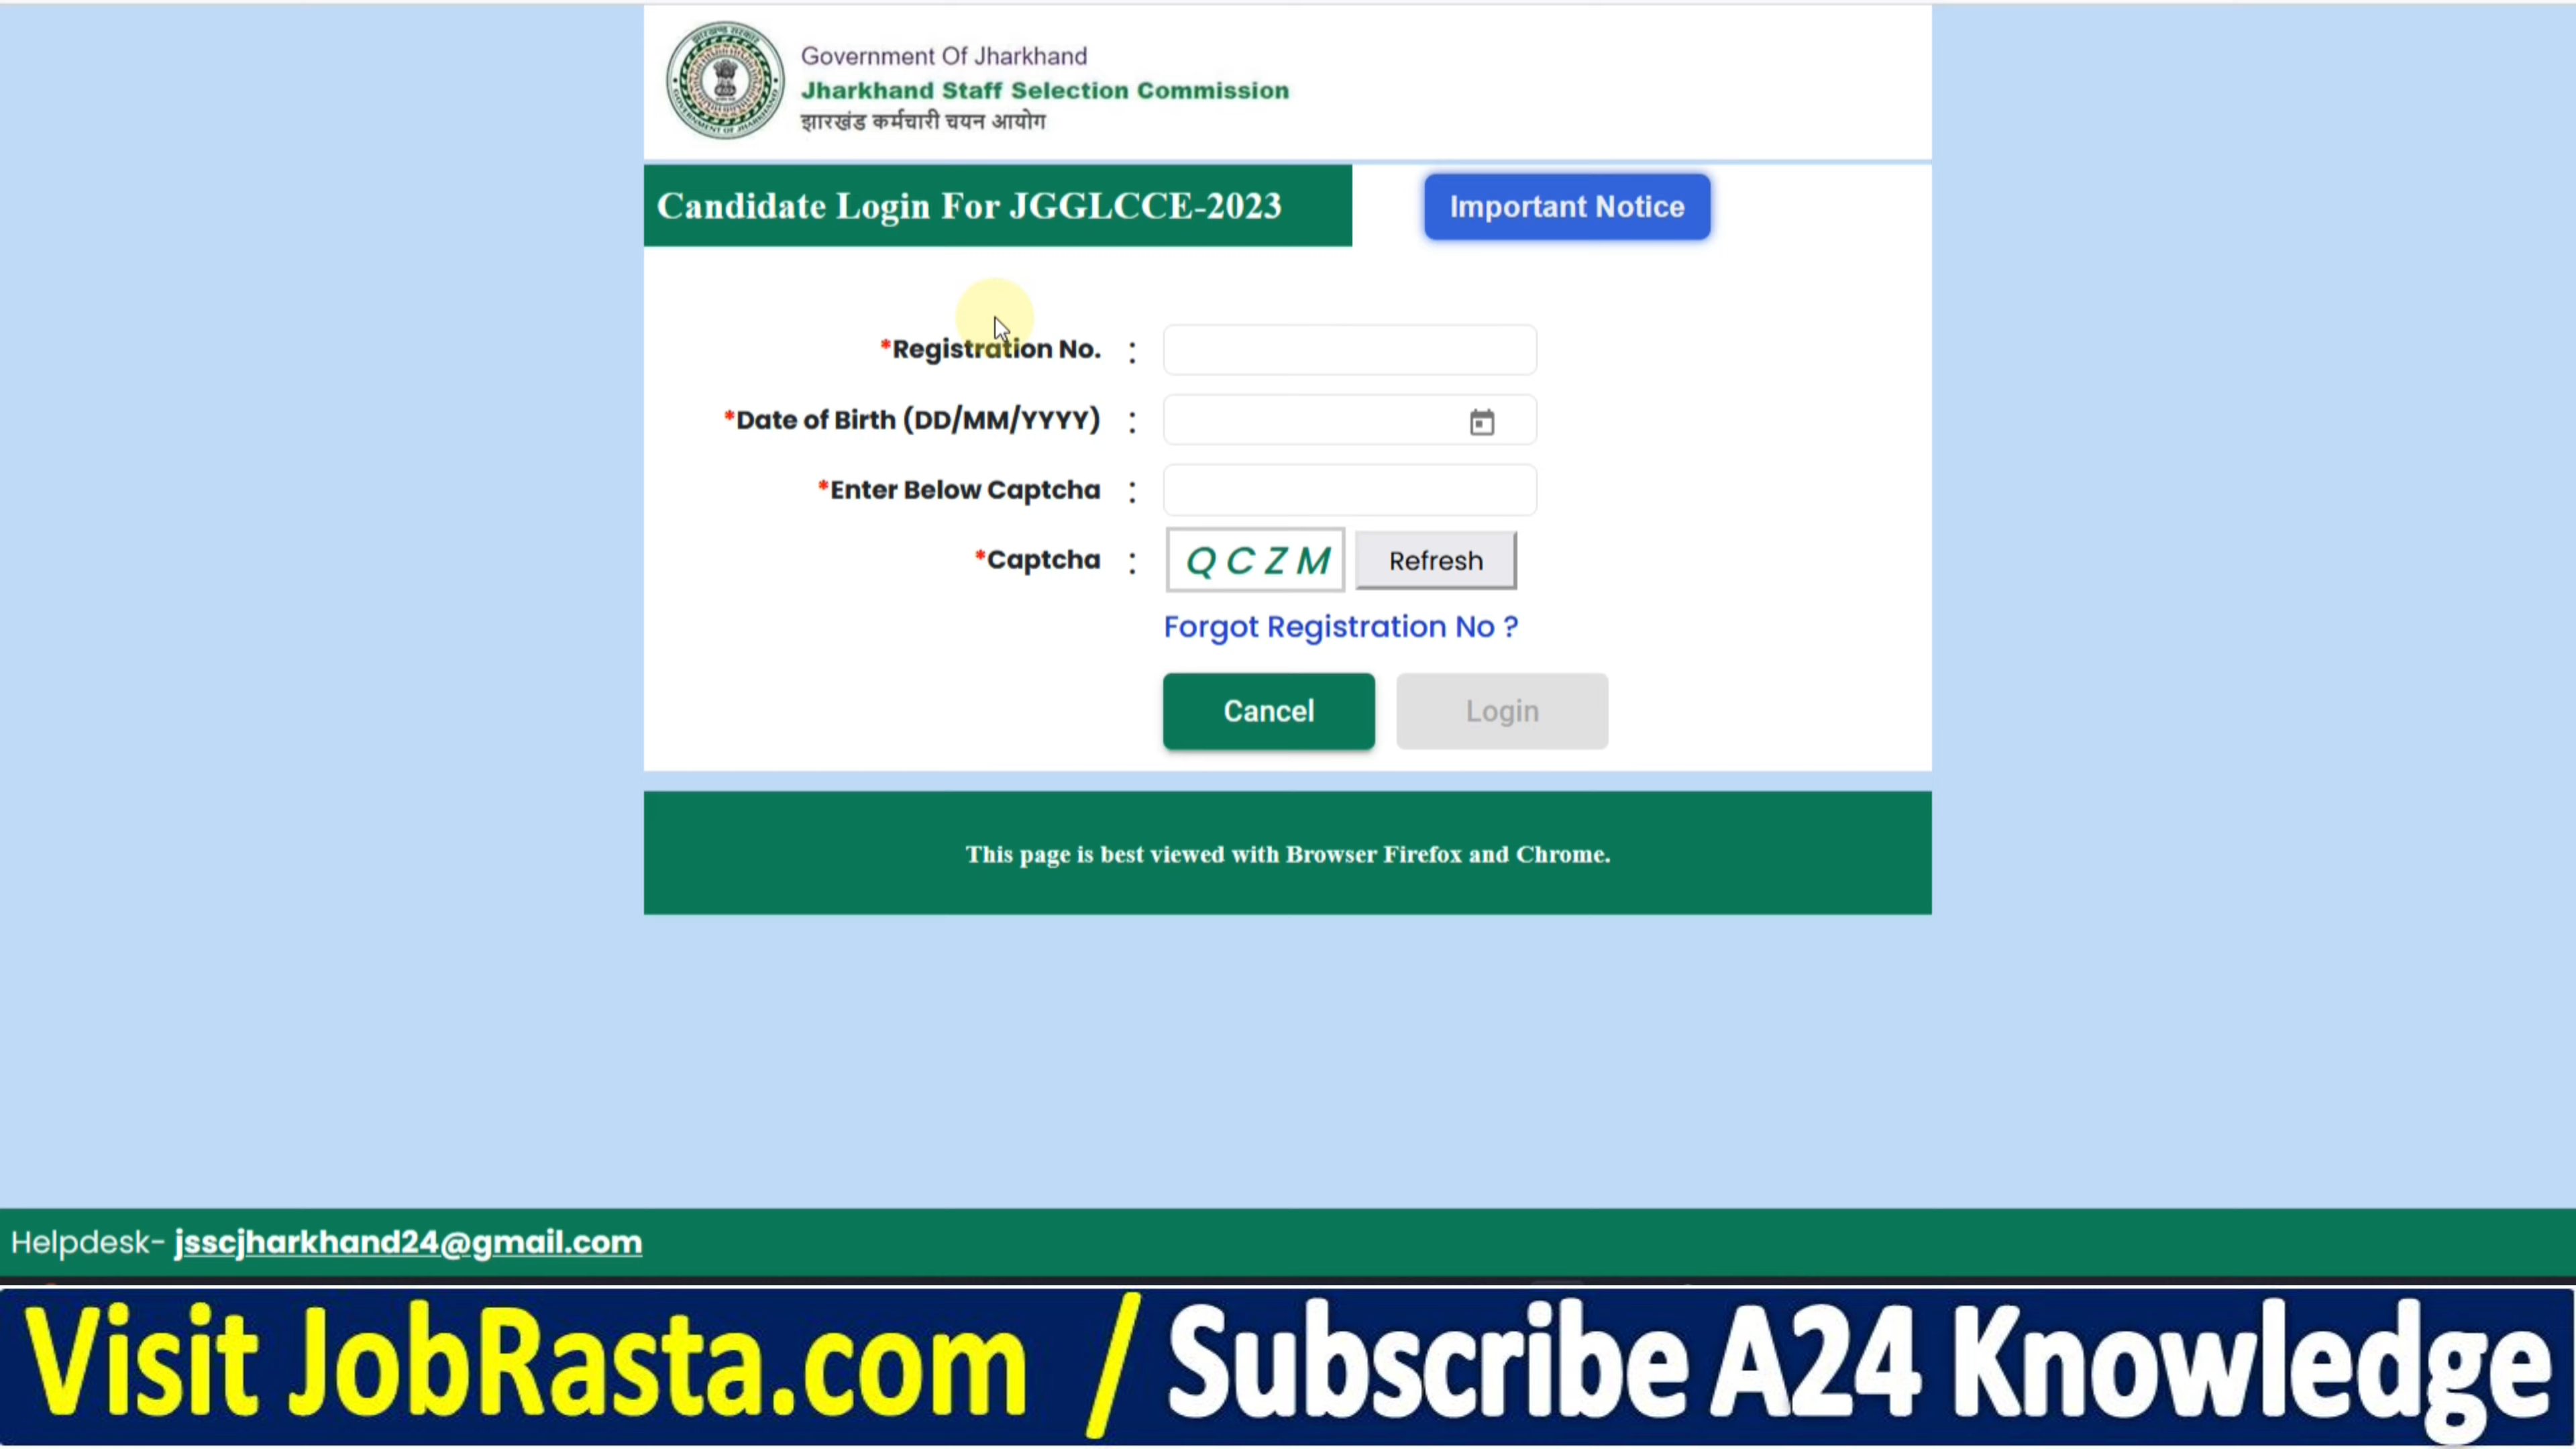 Government Of Jharkhand
Jharkhand Staff Selection Commission
झारखंड कर्मचारी चयन आयोग
Candidate Login For JGGLCCE-2023
Important Notice
*Registration No. :
*Date of Birth (DD/MM/YYYY) :
*Enter Below Captcha :
*Captcha : QCZM Refresh
Forgot Registration No ?
Cancel Login
This page is best viewed with Browser Firefox and Chrome.
Helpdesk- jsscjharkhand24@gmail.com
Visit JobRasta.com / Subscribe A24 Knowledge